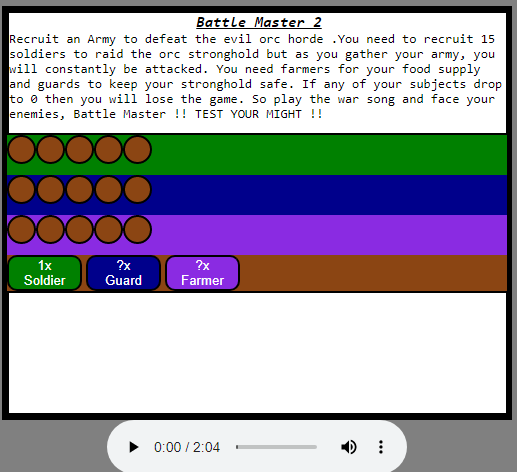 Battle Master 2
Recruit an Army to defeat the evil orc horde .You need to recruit 15
soldiers to raid the orc stronghold but as you gather your army, you
will constantly be attacked. You need farmers for your food supply
and guards to keep your stronghold safe. If any of your subjects drop
to 0 then you will lose the game. So play the war song and face your
enemies, Battle Master !! TEST YOUR MIGHT !!
1x
Soldier
?x
Guard
?x
Farmer
0:00 / 2:04